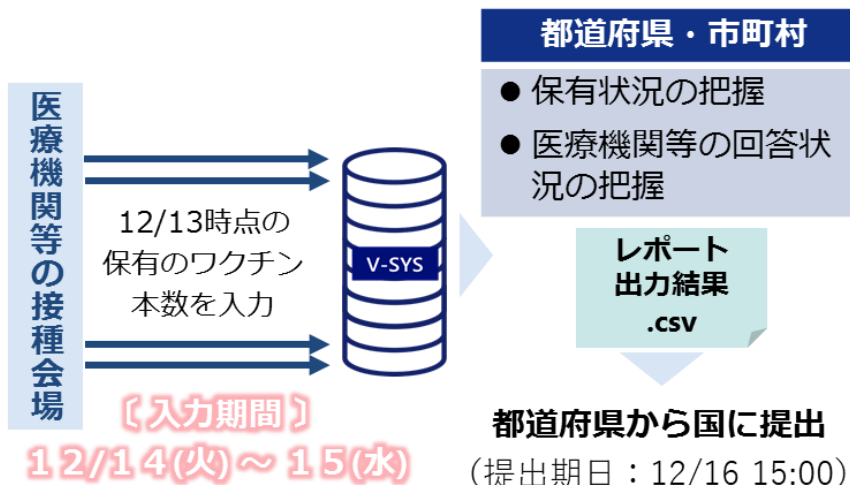 医療機関等の接種会場
12/13時点の
保有のワクチン
本数を入力
〔 入力期間 〕
12/14(火) ～ 15(水)
V-SYS
都道府県・市町村
● 保有状況の把握
● 医療機関等の回答状
況の把握
レポート
出力結果
.csv
都道府県から国に提出
（提出期日：12/16 15:00）